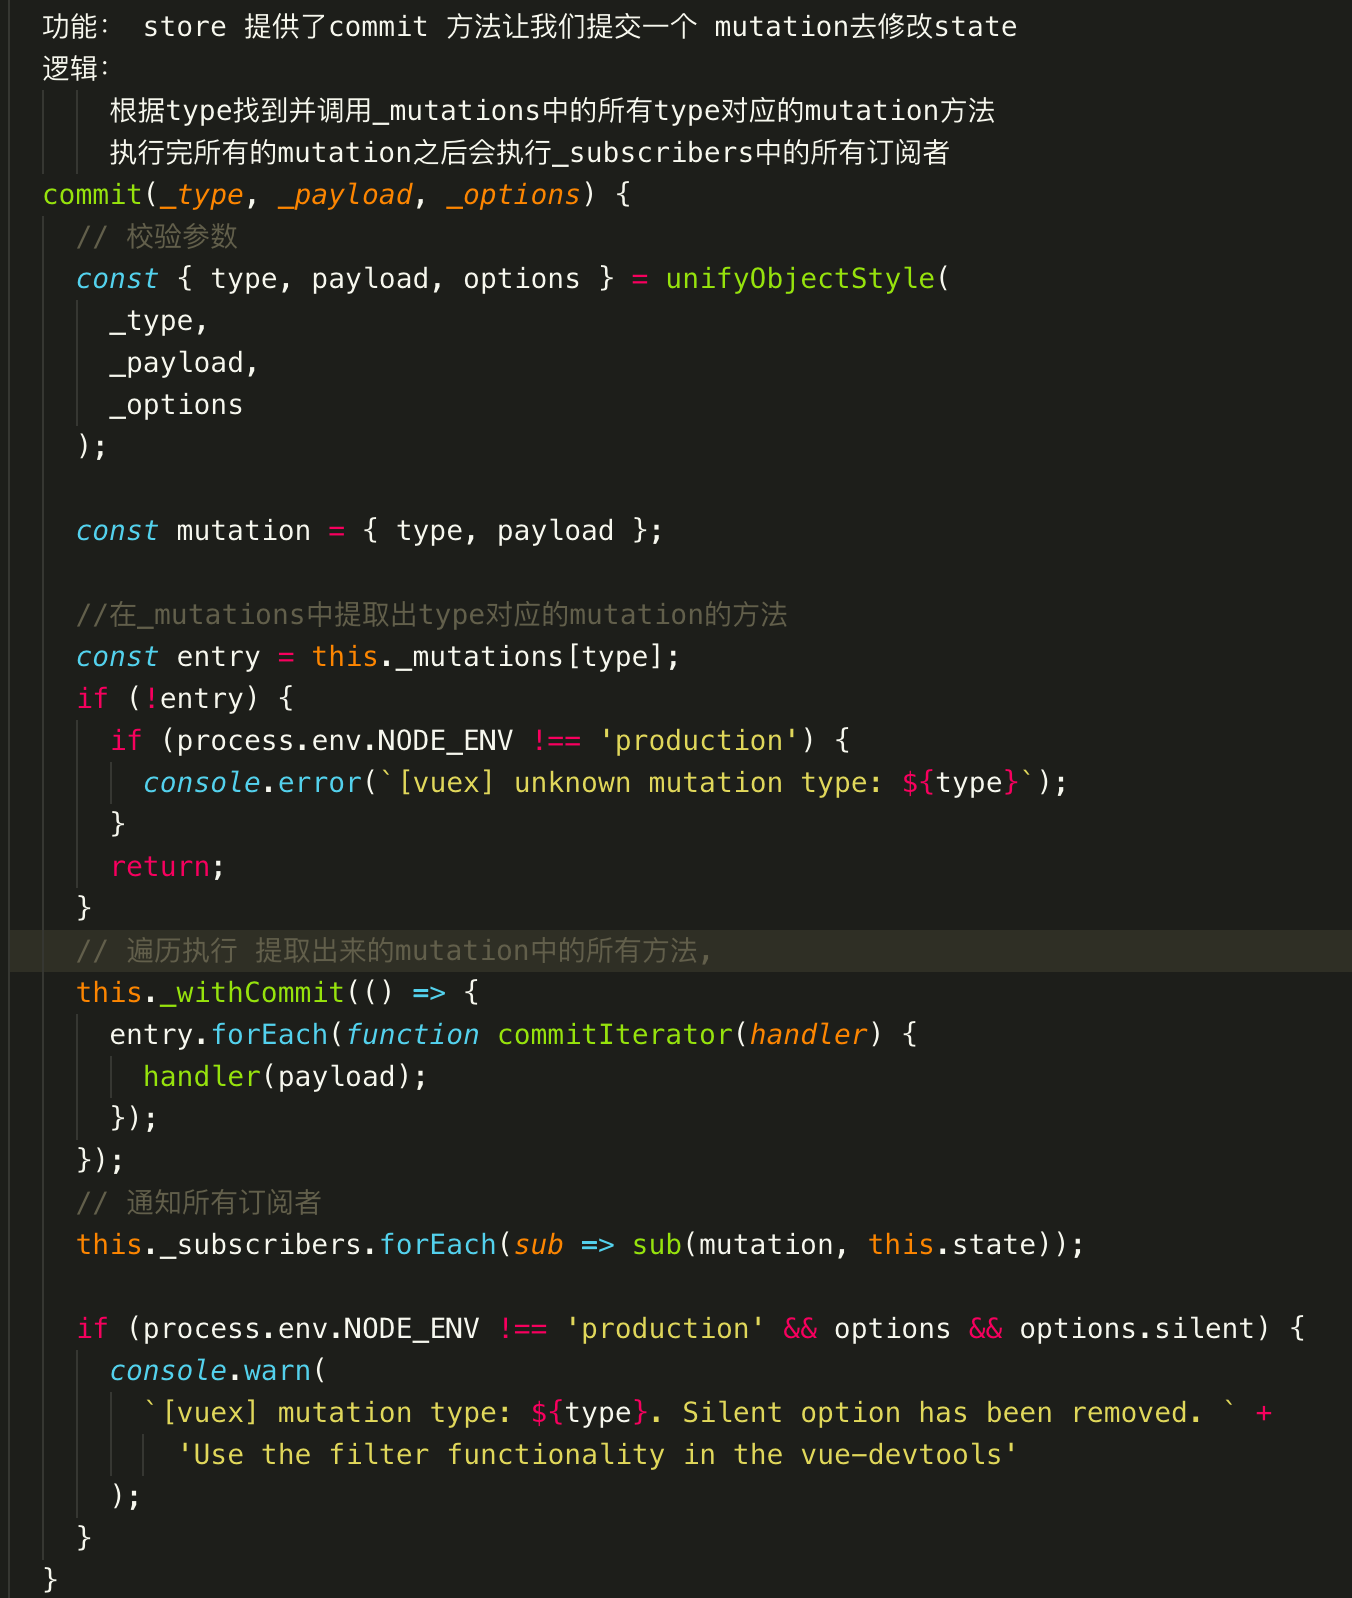 功能： store 提供了commit 方法让我们提交一个 mutation去修改state
逻辑：
    根据type找到并调用_mutations中的所有type对应的mutation方法
    执行完所有的mutation之后会执行_subscribers中的所有订阅者
commit(_type, _payload, _options) {
  // 校验参数
  const { type, payload, options } = unifyObjectStyle(
    _type,
    _payload,
    _options
  );
  const mutation = { type, payload };
  //在_mutations中提取出type对应的mutation的方法
  const entry = this._mutations[type];
  if (!entry) {
    if (process.env.NODE_ENV !== 'production') {
      console.error(`[vuex] unknown mutation type: ${type}`);
    }
    return;
  }
  // 遍历执行 提取出来的mutation中的所有方法,
  this._withCommit(() => {
    entry.forEach(function commitIterator(handler) {
      handler(payload);
    });
  });
  // 通知所有订阅者
  this._subscribers.forEach(sub => sub(mutation, this.state));
  if (process.env.NODE_ENV !== 'production' && options && options.silent) {
    console.warn(
      `[vuex] mutation type: ${type}. Silent option has been removed. ` +
        'Use the filter functionality in the vue-devtools'
    );
  }
}